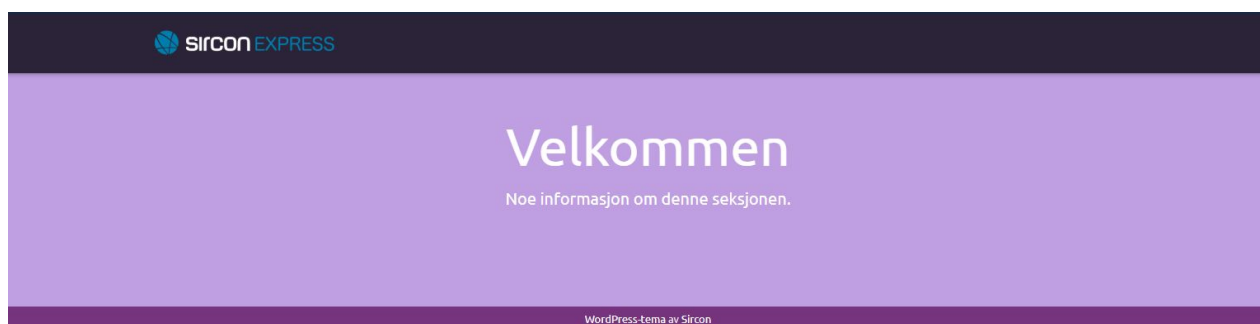 sircon EXPRESS
Velkommen
Noe informasjon om denne seksjonen.
WordPress-tema av Sircon